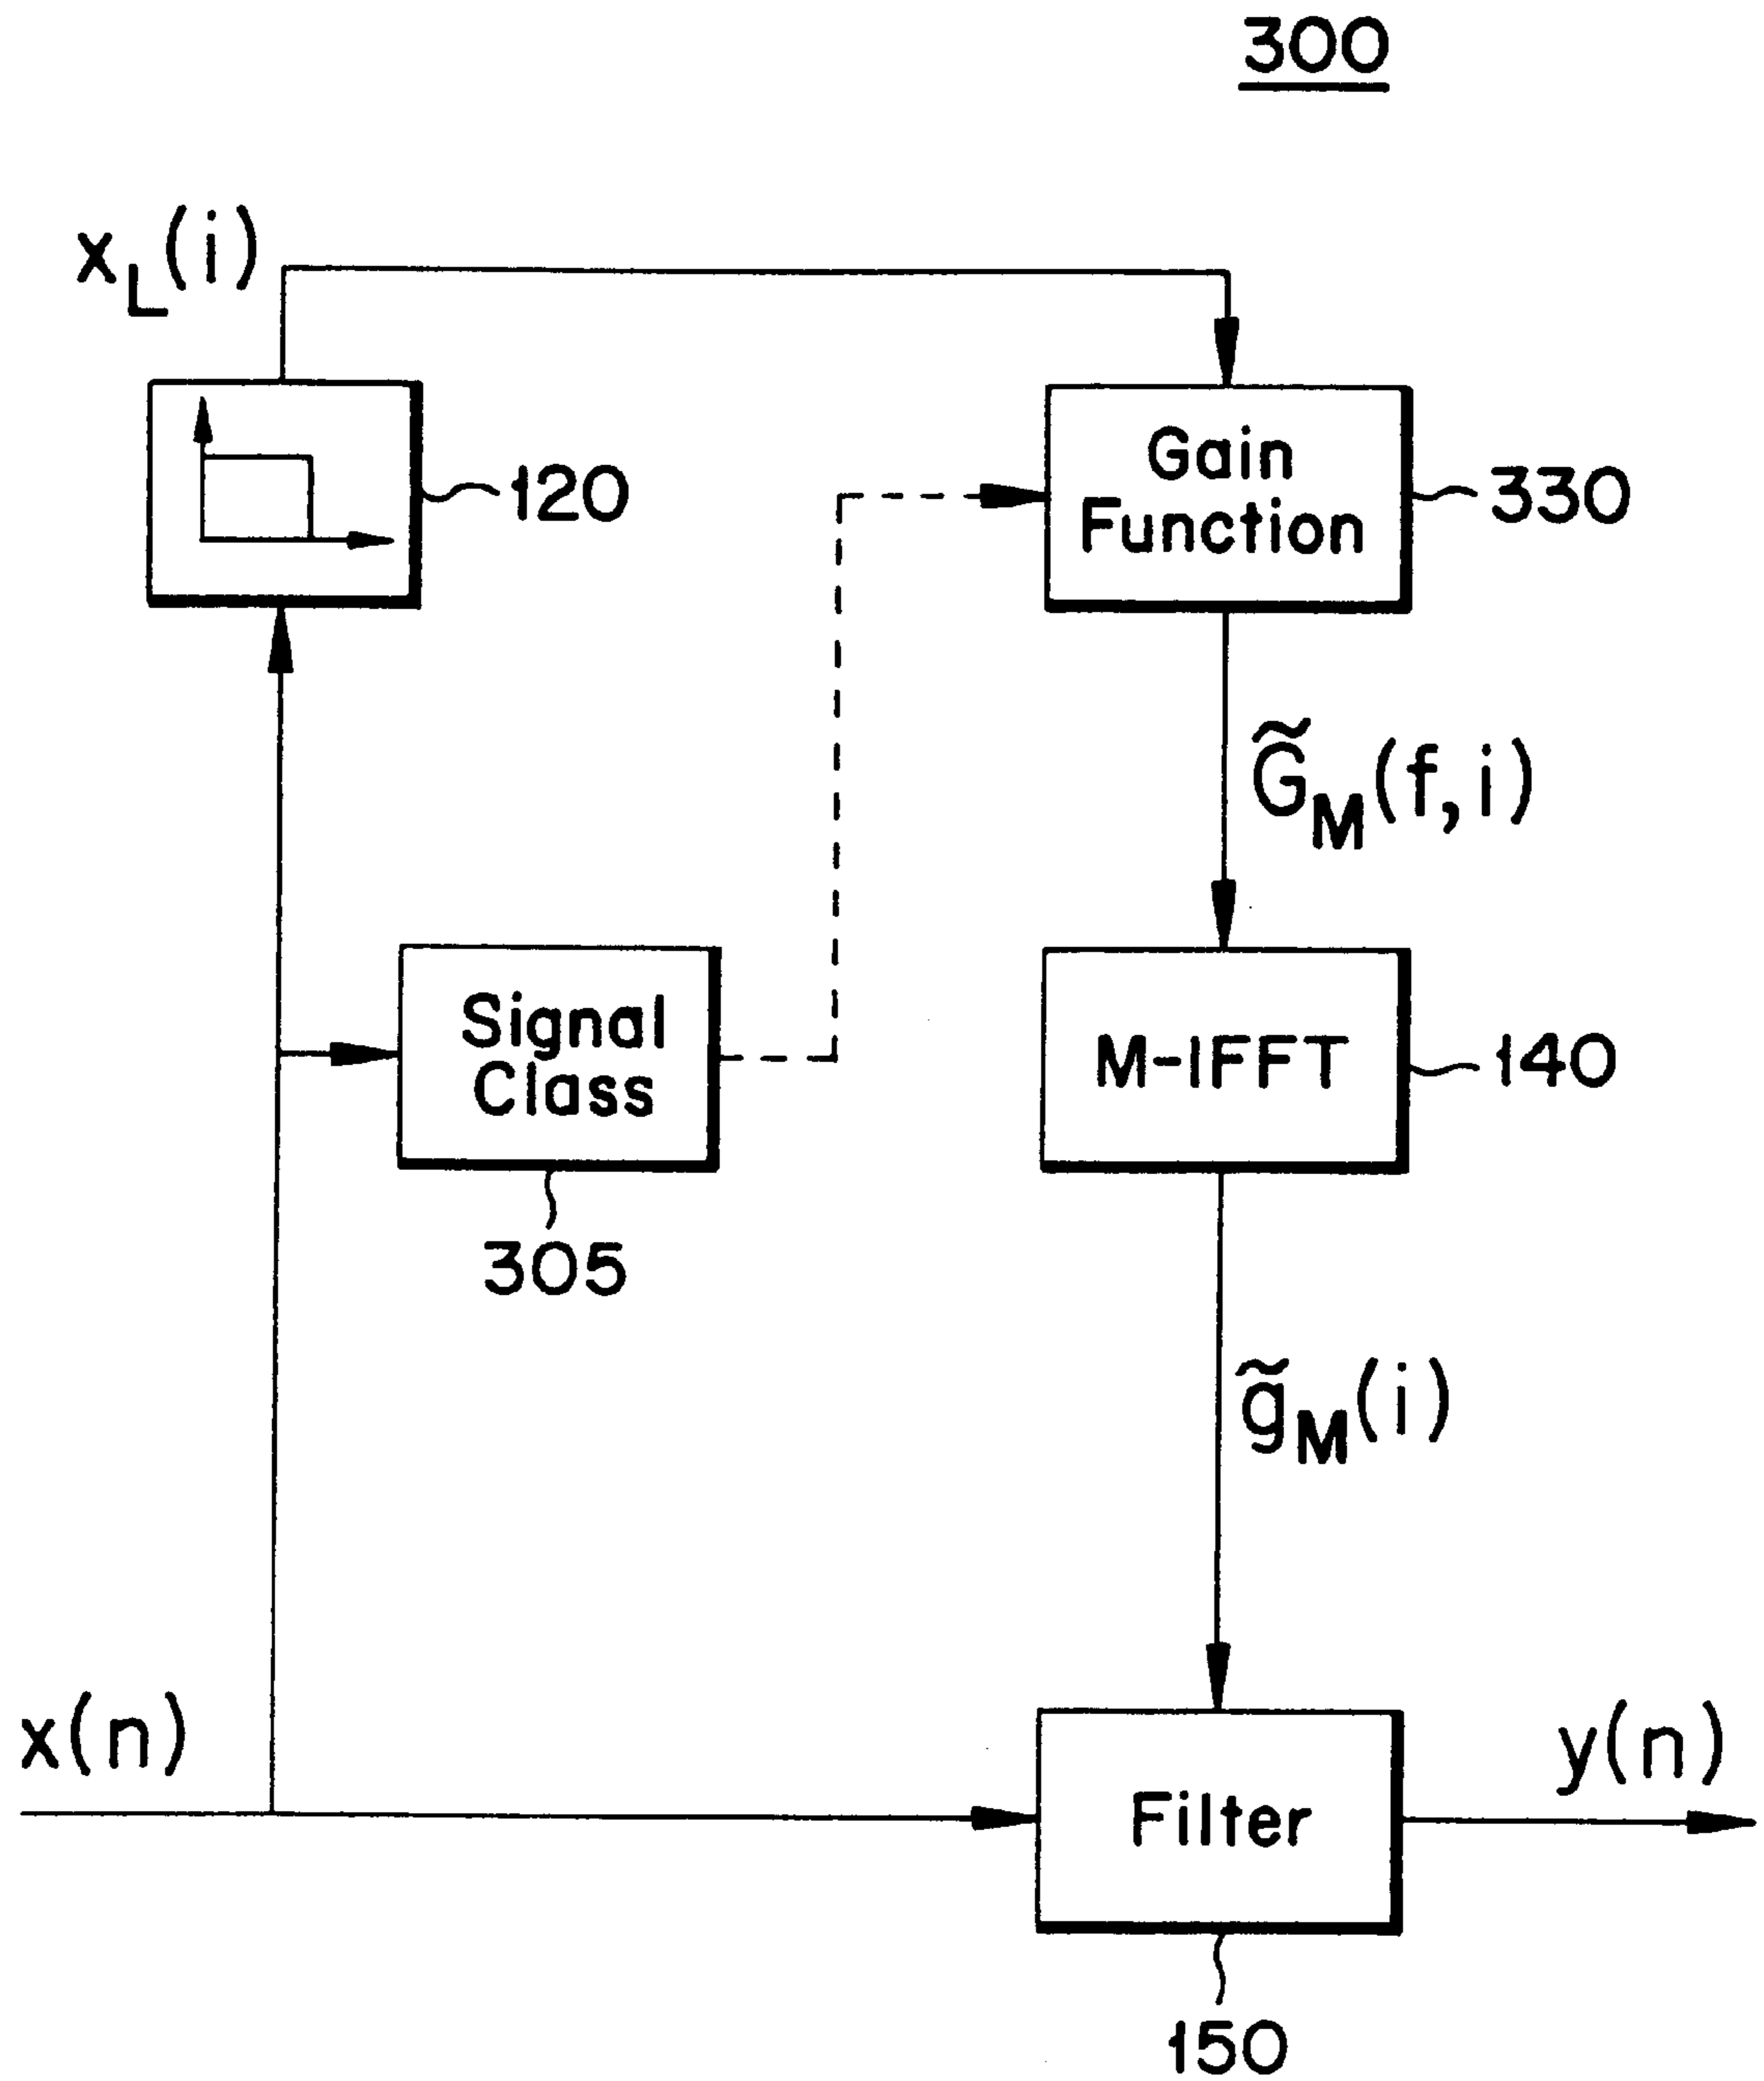 300
x_L(i)
Gain
Function
120
330
G̃_M(f,i)
Signal
Class
M-IFFT
140
305
g̃_M(i)
x(n)
y(n)
Filter
150